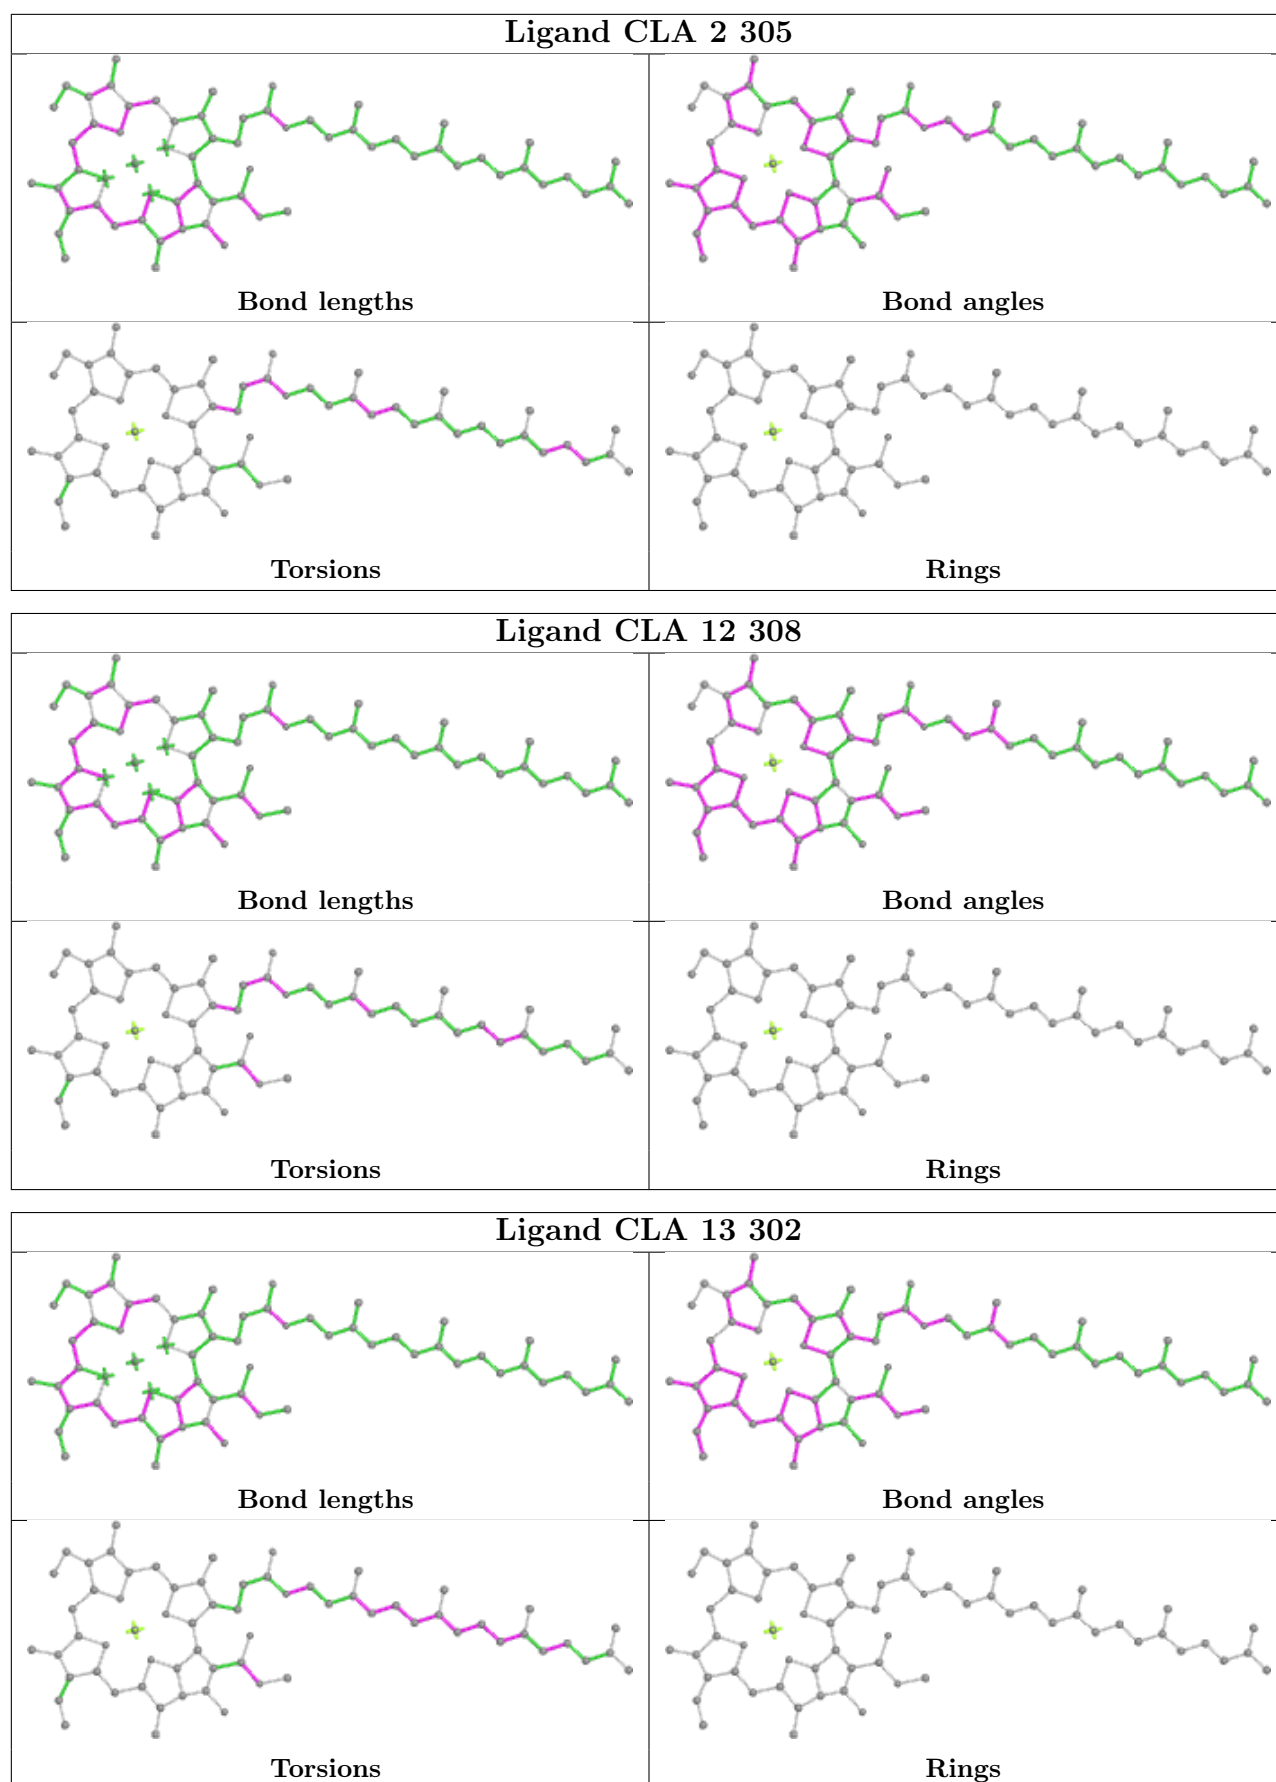 Ligand CLA 2 305
Bond lengths
Bond angles
Torsions
Rings
Ligand CLA 12 308
Bond lengths
Bond angles
Torsions
Rings
Ligand CLA 13 302
Bond lengths
Bond angles
Torsions
Rings